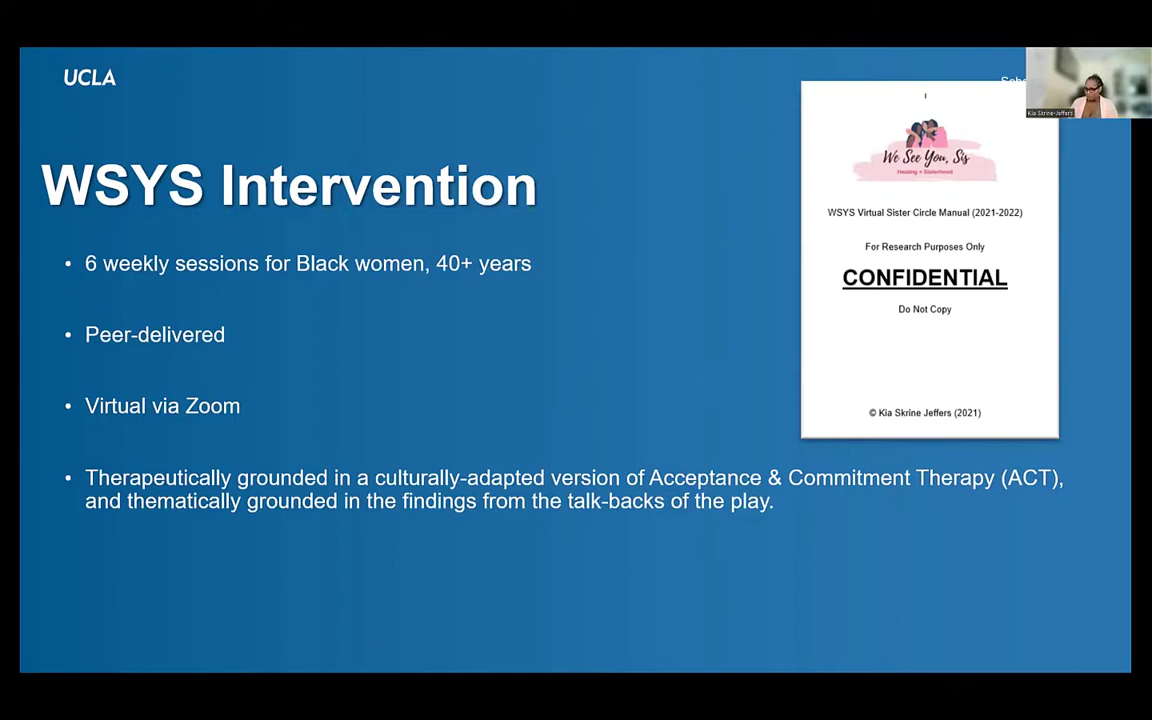 UCLA
WSYS Intervention
• 6 weekly sessions for Black women, 40+ years
• Peer-delivered
• Virtual via Zoom
• Therapeutically grounded in a culturally-adapted version of Acceptance & Commitment Therapy (ACT),
and thematically grounded in the findings from the talk-backs of the play.
I
We See You, Sis
Healing + Sisterhood
WSYS Virtual Sister Circle Manual (2021-2022)
For Research Purposes Only
CONFIDENTIAL
Do Not Copy
© Kia Skrine Jeffers (2021)
Kia Skrine-Jeffers